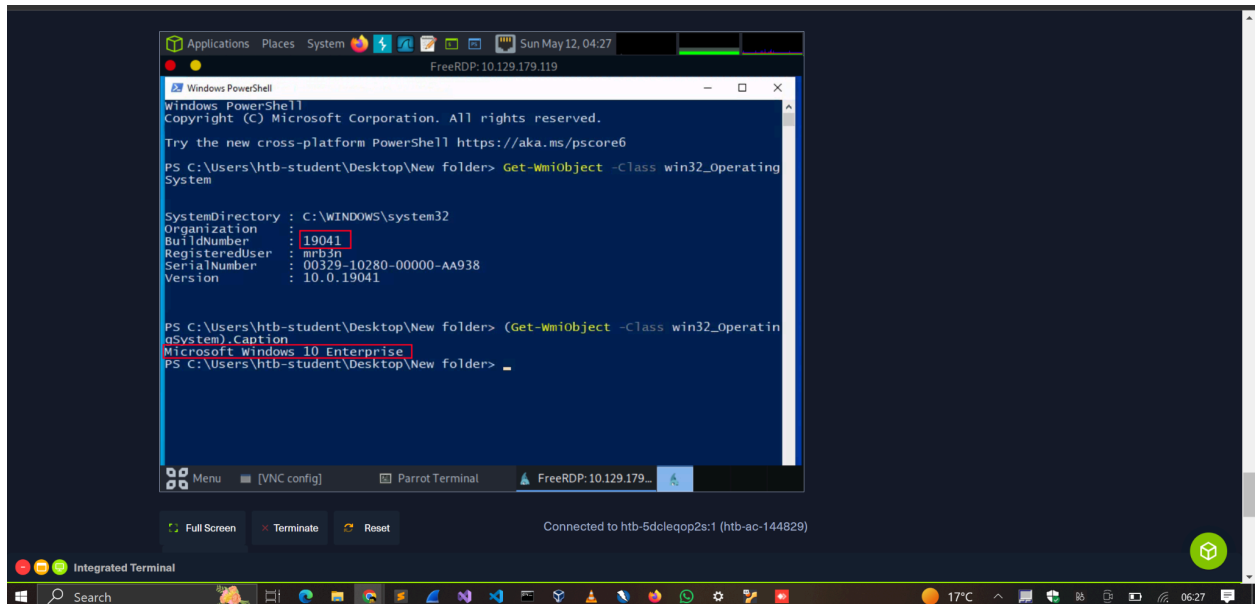 Applications Places System Sun May 12, 04:27
FreeRDP: 10.129.179.119
Windows PowerShell
Windows PowerShell
Copyright (C) Microsoft Corporation. All rights reserved.
Try the new cross-platform PowerShell https://aka.ms/pscore6
PS C:\Users\htb-student\Desktop\New folder> Get-WmiObject -Class win32_Operating
System
SystemDirectory : C:\WINDOWS\system32
Organization :
BuildNumber : 19041
RegisteredUser : mrb3n
SerialNumber : 00329-10280-00000-AA938
Version : 10.0.19041
PS C:\Users\htb-student\Desktop\New folder> (Get-WmiObject -Class win32_Operatin
gSystem).Caption
Microsoft Windows 10 Enterprise
PS C:\Users\htb-student\Desktop\New folder>
Menu [VNC config] Parrot Terminal FreeRDP: 10.129.179...
Full Screen Terminate Reset Connected to htb-5dcleqop2s:1 (htb-ac-144829)
Integrated Terminal
Search 17°C 06:27